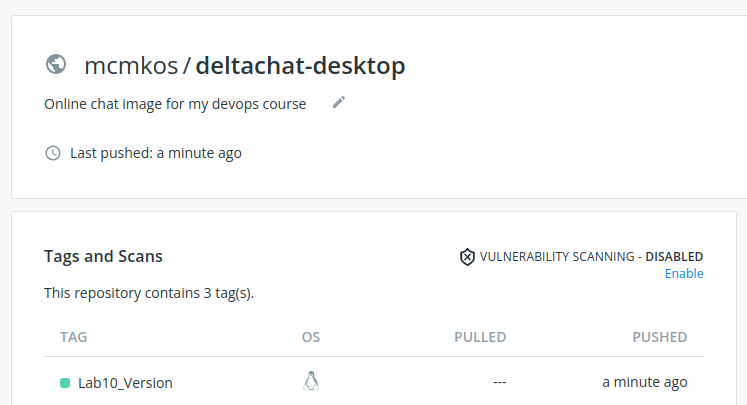 mcmkos / deltachat-desktop
Online chat image for my devops course
Last pushed: a minute ago
Tags and Scans
VULNERABILITY SCANNING - DISABLED
Enable
This repository contains 3 tag(s).
TAG OS PULLED PUSHED
Lab10_Version --- a minute ago